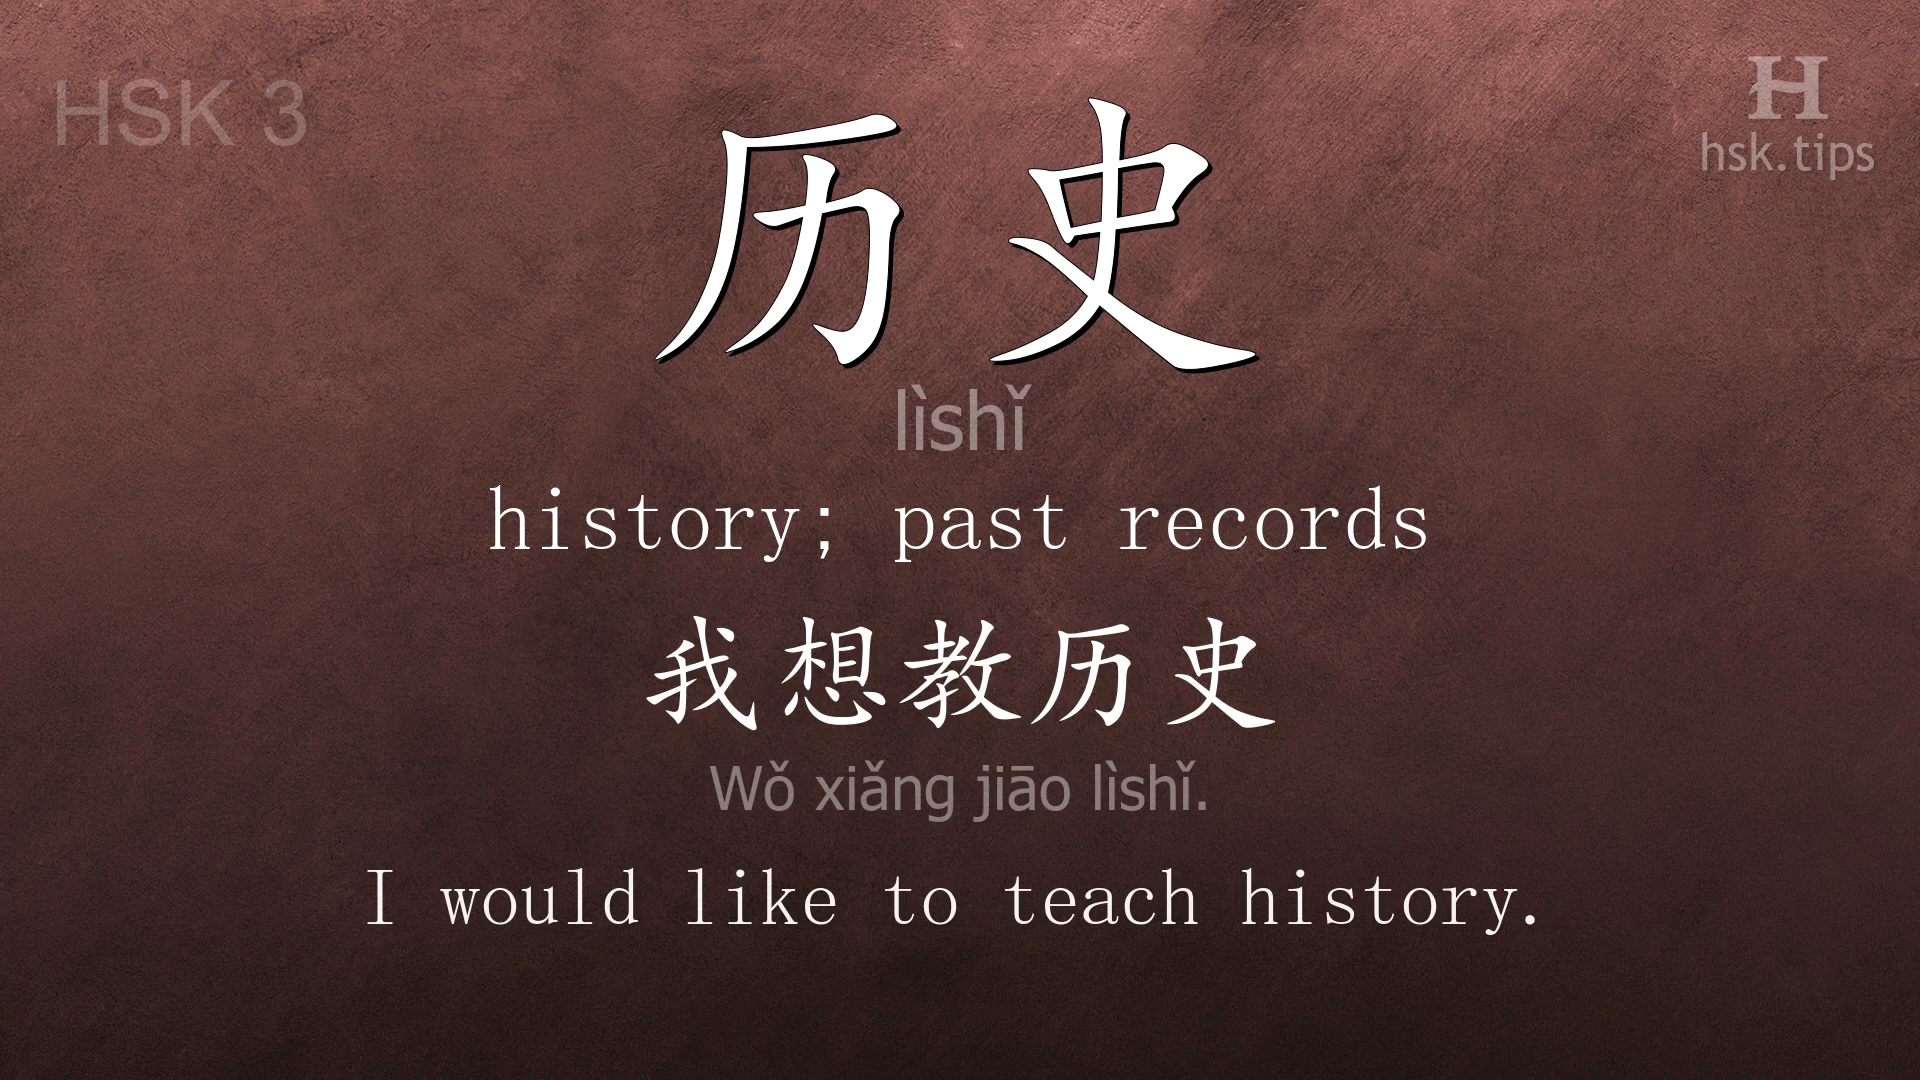 HSK 3
H
hsk.tips
历史
lìshǐ
history; past records
我想教历史
Wǒ xiǎng jiāo lìshǐ.
I would like to teach history.